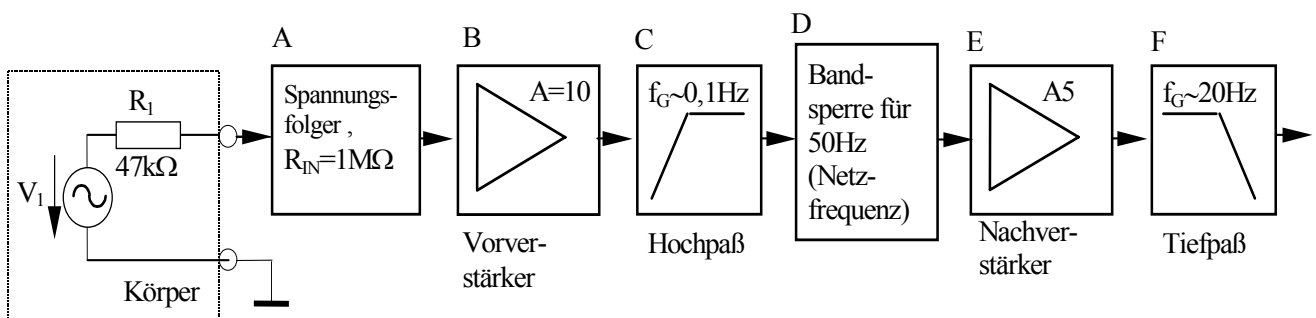 A
B
C
D
E
F
R1
47kΩ
V1
Körper
Spannungs-
folger ,
RIN=1MΩ
A=10
Vorver-
stärker
fG~0,1Hz
Hochpaß
Band-
sperre für
50Hz
(Netz-
frequenz)
A5
Nachver-
stärker
fG~20Hz
Tiefpaß